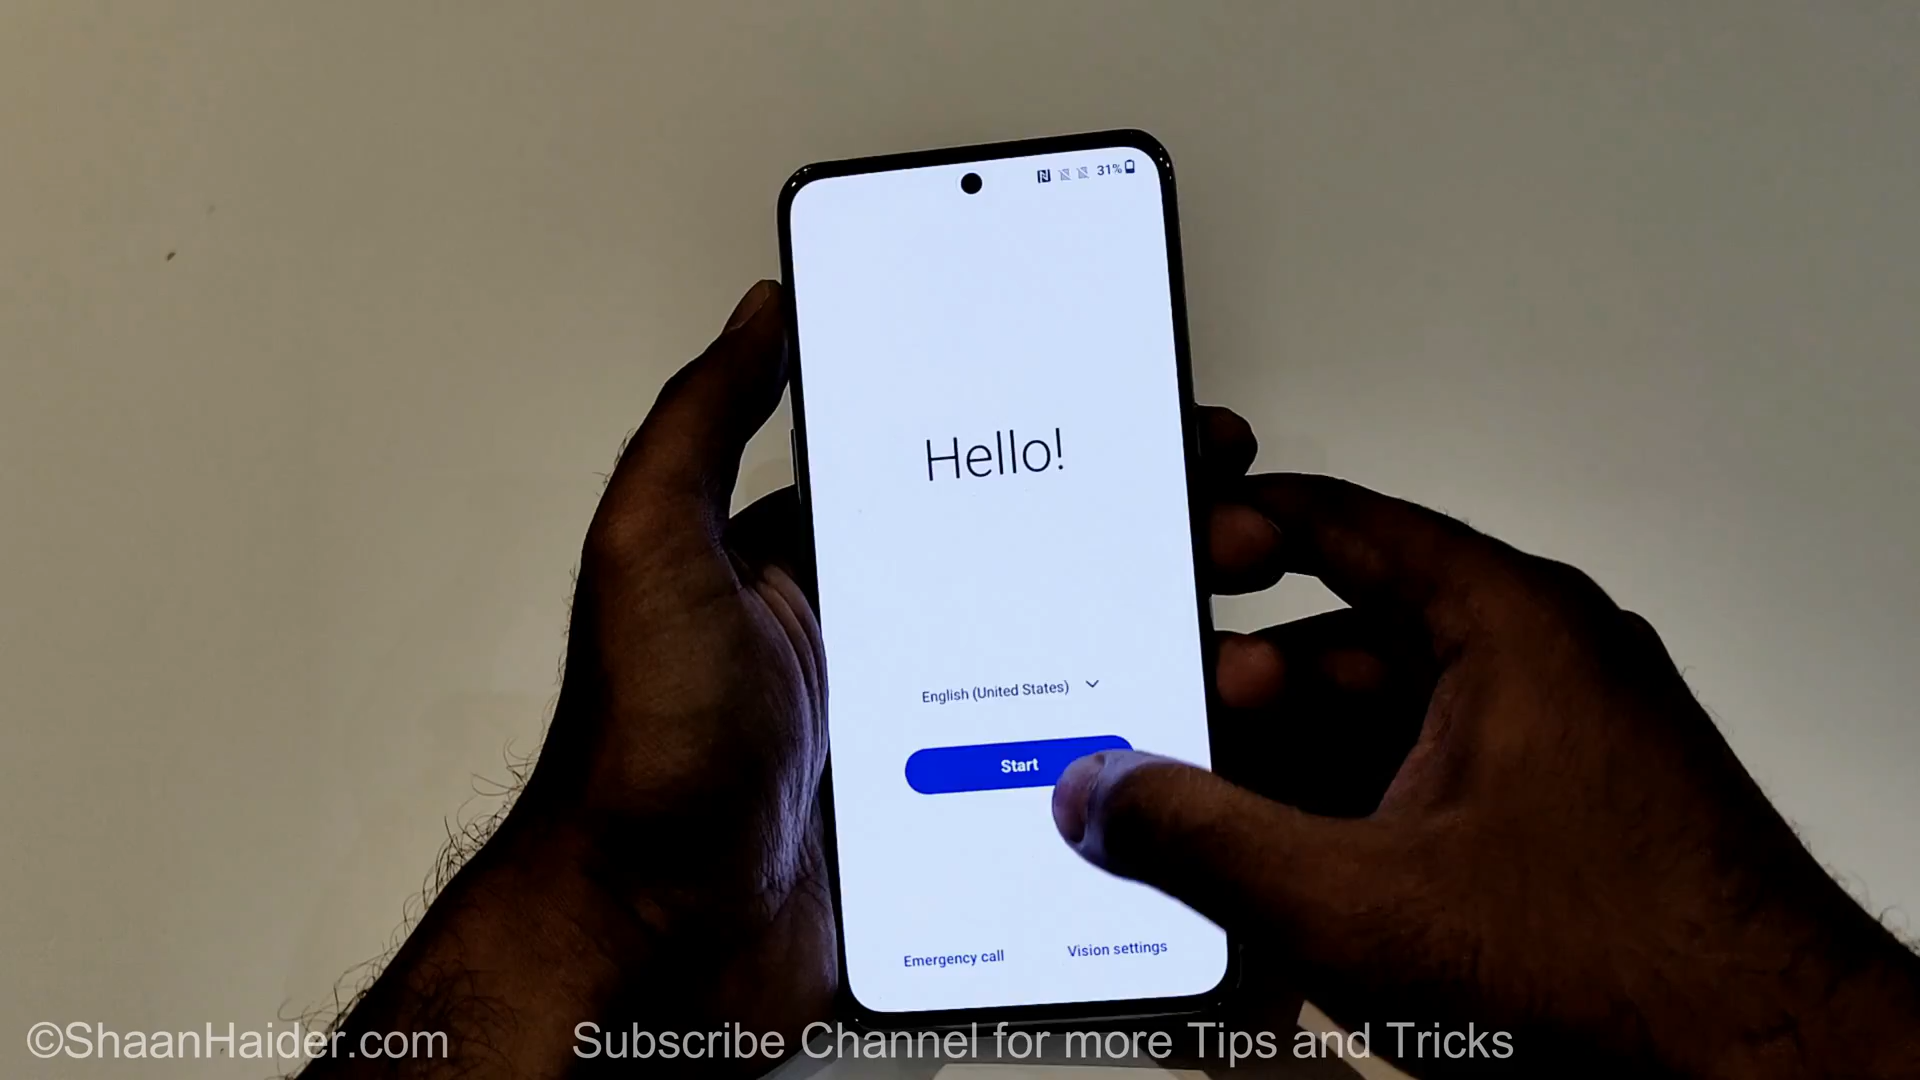 31%
Hello!
English (United States)
Start
Emergency call
Vision settings
©ShaanHaider.com
Subscribe Channel for more Tips and Tricks